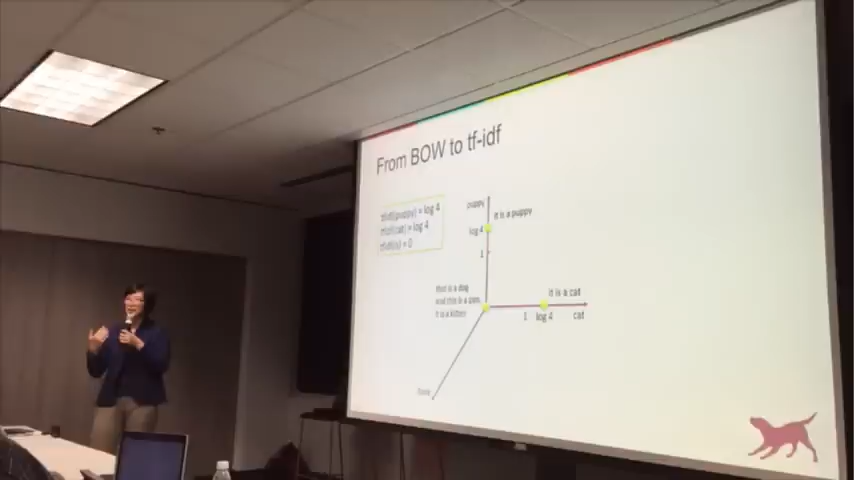 From BOW to tf-idf
tfidf(puppy) = log 4
tfidf(cat) = log 4
tfidf(is) = 0
puppy
it is a puppy
log 4
1
that is a dog
and this is a pen
it is a kitten
it is a cat
1 log 4 cat